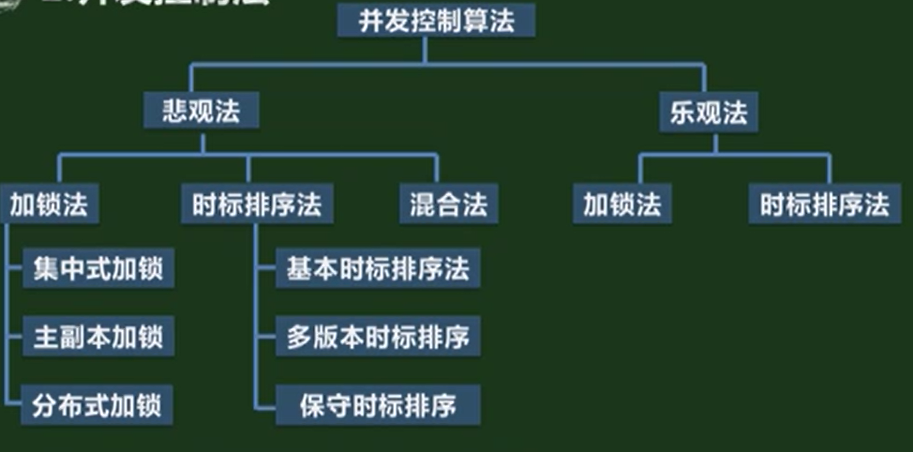 并发控制算法
悲观法
乐观法
加锁法
时标排序法
混合法
加锁法
时标排序法
集中式加锁
基本时标排序法
主副本加锁
多版本时标排序
分布式加锁
保守时标排序